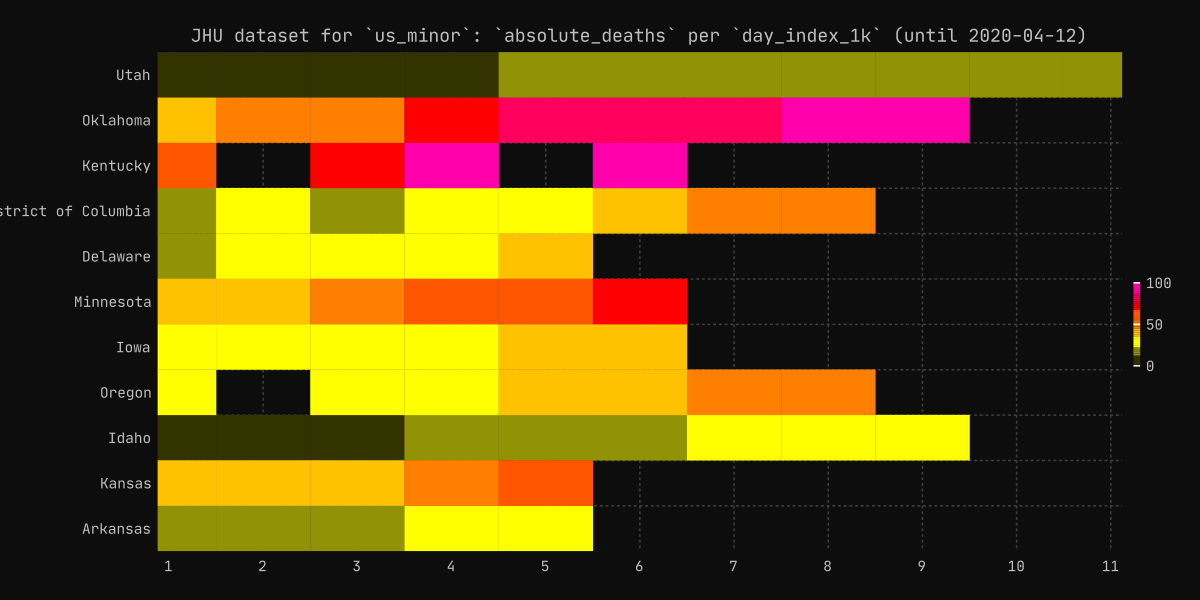 JHU dataset for `us_minor`: `absolute_deaths` per `day_index_1k` (until 2020-04-12)
Utah
Oklahoma
Kentucky
strict of Columbia
Delaware
Minnesota
Iowa
Oregon
Idaho
Kansas
Arkansas
100
50
0
1 2 3 4 5 6 7 8 9 10 11